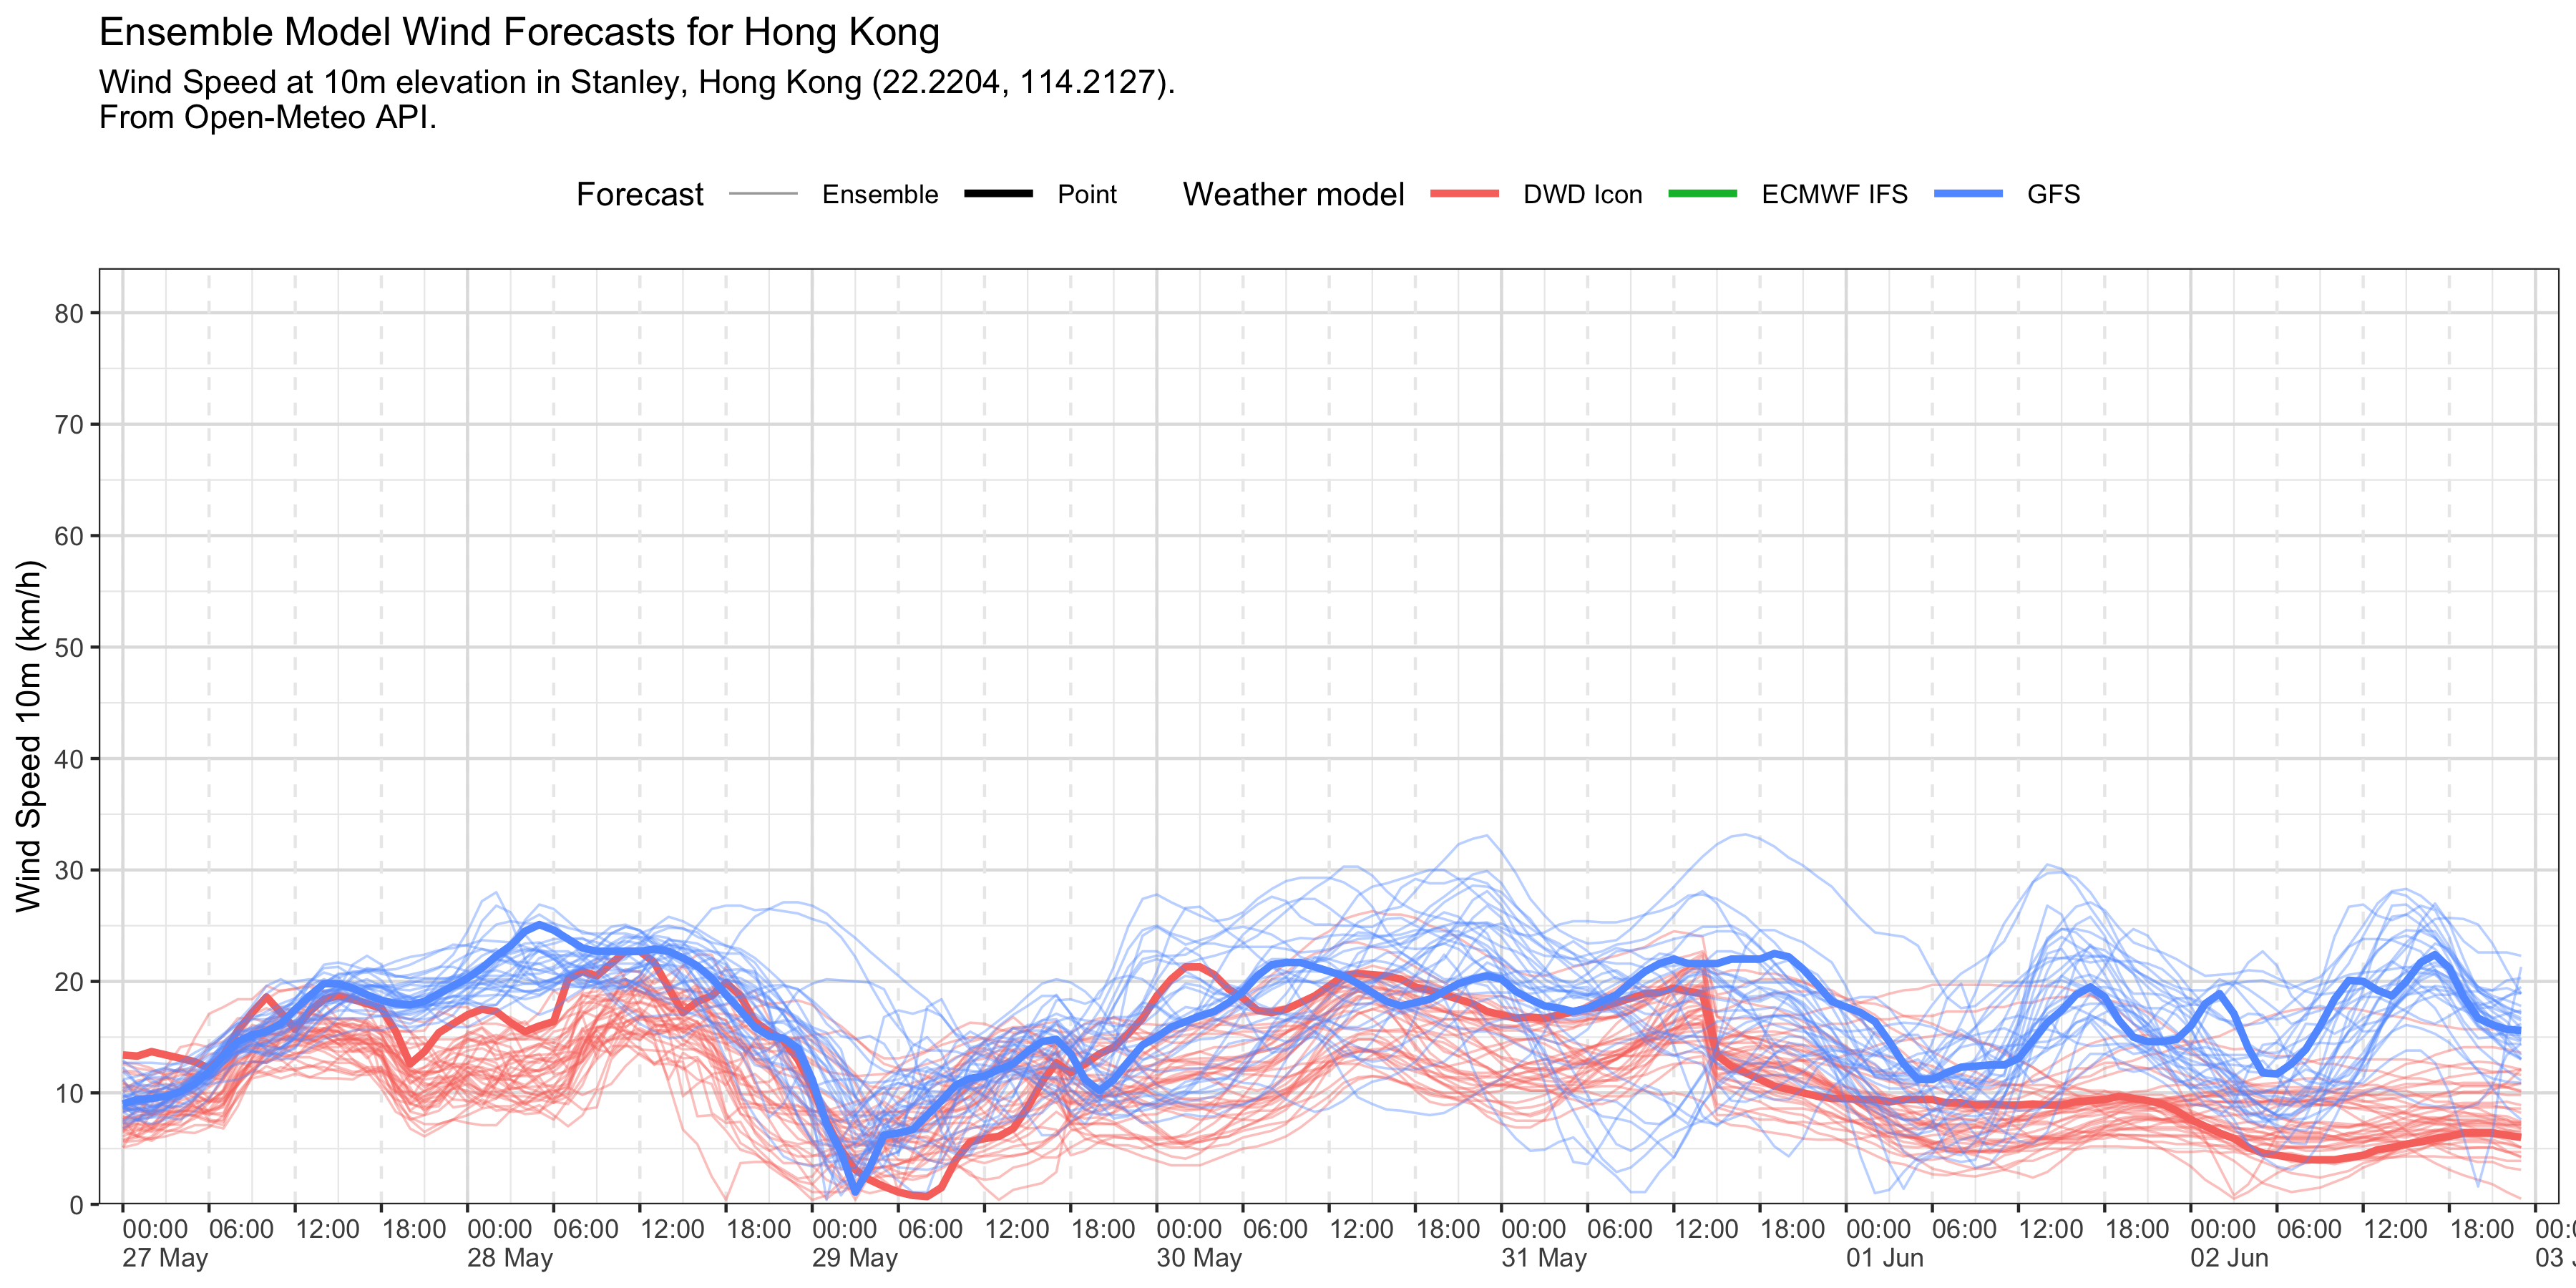 Ensemble Model Wind Forecasts for Hong Kong
Wind Speed at 10m elevation in Stanley, Hong Kong (22.2204, 114.2127).
From Open-Meteo API.
Forecast Ensemble Point Weather model DWD Icon ECMWF IFS GFS
Wind Speed 10m (km/h)
80
70
60
50
40
30
20
10
0
00:00 06:00 12:00 18:00 00:00 06:00 12:00 18:00 00:00 06:00 12:00 18:00 00:00 06:00 12:00 18:00 00:00 06:00 12:00 18:00 00:00 06:00 12:00 18:00 00:00 06:00 12:00 18:00 00:
27 May 28 May 29 May 30 May 31 May 01 Jun 02 Jun 03